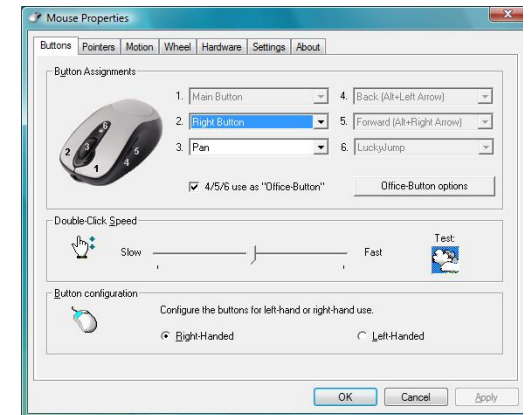 Mouse Properties
Buttons Pointers Motion Wheel Hardware Settings About
Button Assignments
1. Main Button 4. Back (Alt+Left Arrow)
2. Right Button 5. Forward (Alt+Right Arrow)
3. Pan 6. LuckyJump
6
2 3 5
1 4
4/5/6 use as "Office-Button" Office-Button options
Double-Click Speed
Slow Fast Test:
Button configuration
Configure the buttons for left-hand or right-hand use.
Right-Handed Left-Handed
OK Cancel Apply